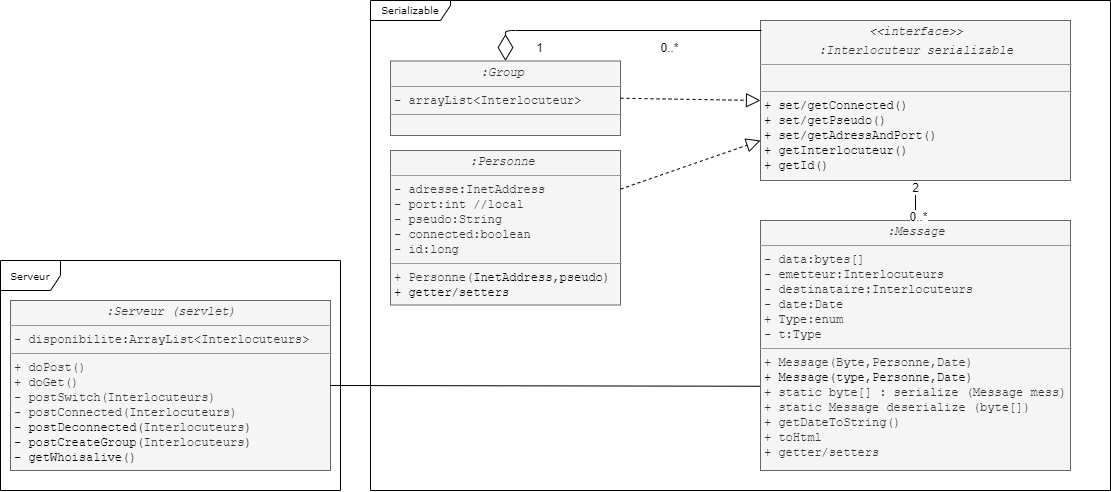 Serializable
<<interface>>
:Interlocuteur serializable
+ set/getConnected()
+ set/getPseudo()
+ set/getAdressAndPort()
+ getInterlocuteur()
+ getId()
1
0..*
:Group
- arrayList<Interlocuteur>
:Personne
- adresse:InetAddress
- port:int //local
- pseudo:String
- connected:boolean
- id:long
+ Personne(InetAddress,pseudo)
+ getter/setters
2
0..*
:Message
- data:bytes[]
- emetteur:Interlocuteurs
- destinataire:Interlocuteurs
- date:Date
+ Type:enum
- t:Type
+ Message(Byte,Personne,Date)
+ Message(type,Personne,Date)
+ static byte[] : serialize (Message mess)
+ static Message deserialize (byte[])
+ getDateToString()
+ toHtml
+ getter/setters
Serveur
:Serveur (servlet)
- disponibilite:ArrayList<Interlocuteurs>
+ doPost()
+ doGet()
- postSwitch(Interlocuteurs)
- postConnected(Interlocuteurs)
- postDeconnected(Interlocuteurs)
- postCreateGroup(Interlocuteurs)
- getWhoisalive()